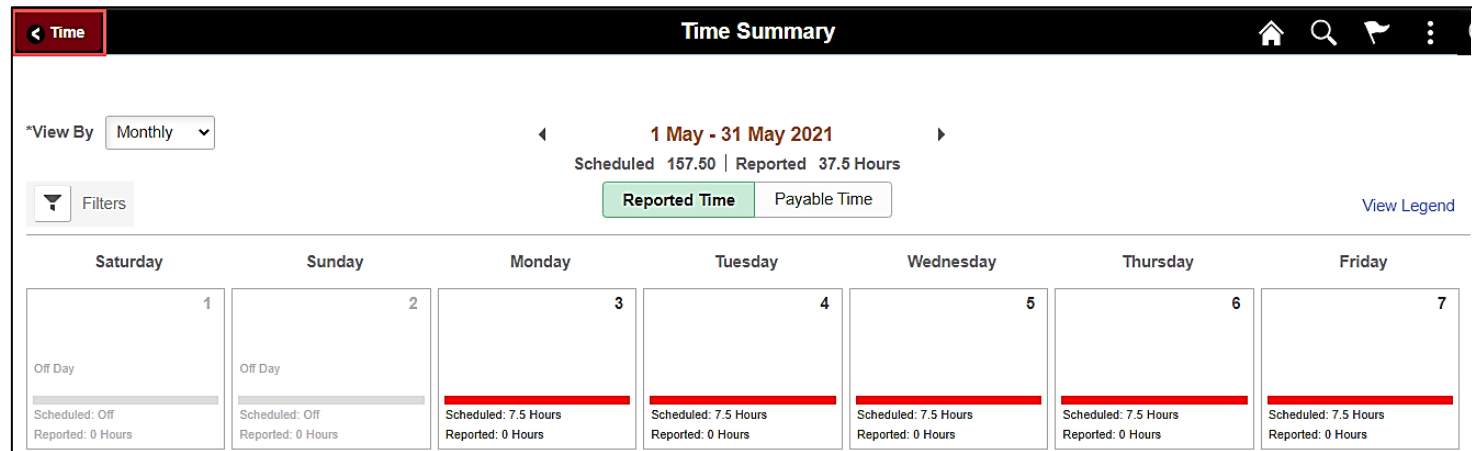 Time
Time Summary
*View By Monthly
1 May - 31 May 2021
Scheduled 157.50 | Reported 37.5 Hours
Filters
Reported Time
Payable Time
View Legend
Saturday Sunday Monday Tuesday Wednesday Thursday Friday
1 2 3 4 5 6 7
Off Day Off Day
Scheduled: Off Scheduled: Off Scheduled: 7.5 Hours Scheduled: 7.5 Hours Scheduled: 7.5 Hours Scheduled: 7.5 Hours Scheduled: 7.5 Hours
Reported: 0 Hours Reported: 0 Hours Reported: 0 Hours Reported: 0 Hours Reported: 0 Hours Reported: 0 Hours Reported: 0 Hours